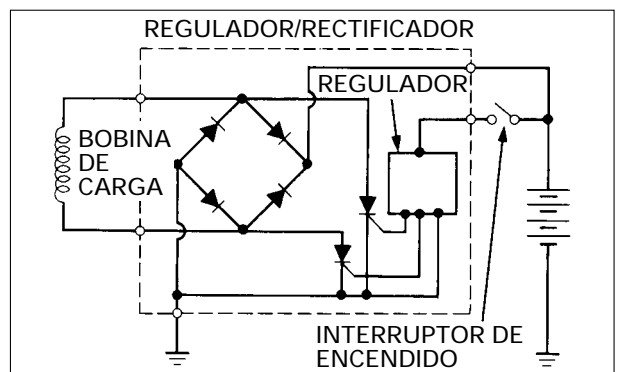 REGULADOR/RECTIFICADOR
REGULADOR
BOBINA
DE
CARGA
INTERRUPTOR DE
ENCENDIDO